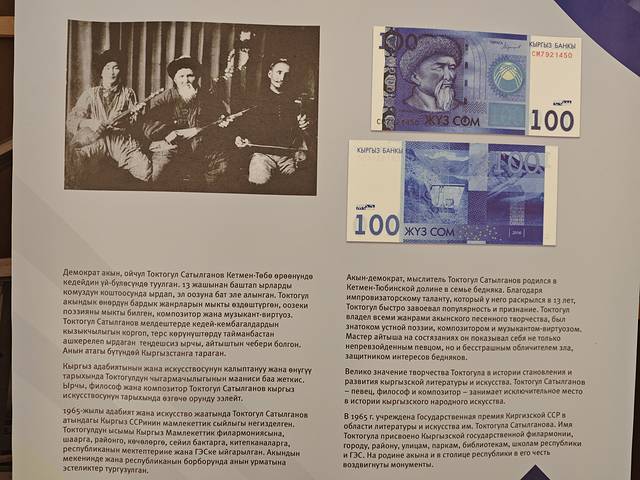 100
КЫРГЫЗ БАНКЫ
СМ7921450
ЖҮЗ СОМ
100
КЫРГЫЗ БАНКЫ
100
100
ЖҮЗ СОМ
Демократ акын, ойчул Токтогул Сатылганов Кетмен-Төбө өрөөнүндө
кедейдин үй-бүлөсүндө туулган. 13 жашынан баштап ырларды
комуздун коштоосунда ырдап, эл оозуна бат эле алынган. Токтогул
акындык өнөрдүн бардык жанрларын мыкты өздөштүргөн, оозеки
поэзияны мыкты билген, композитор жана музыкант-виртуоз.
Токтогул Сатылганов мелдештерде кедей-кембагалдардын
кызыкчылыгын коргоп, терс көрүнүштөрдү тайманбастан
ашкерелеп ырдаган теңдешсиз ырчы, айтыштын чебери болгон.
Анын атагы бүтүндөй Кыргызстанга тараган.
Кыргыз адабиятынын жана искусствосунун калыптануу жана өнүгүү
тарыхында Токтогулдун чыгармачылыгынын мааниси баа жеткис.
Ырчы, философ жана композитор Токтогул Сатылганов кыргыз
искусствосунун тарыхында өзгөчө орунду ээлейт.
1965-жылы адабият жана искусство жаатында Токтогул Сатылганов
атындагы Кыргыз ССРинин мамлекеттик сыйлыгы негизделген.
Токтогулдун ысымы Кыргыз Мамлекеттик филармониясына,
шаарга, районго, көчөлөргө, сейил бактарга, китепканаларга,
республиканын мектептерине жана ГЭСке ыйгарылган. Акындын
мекенинде жана республиканын борборунда анын урматына
эстеликтер тургузулган.
Акын-демократ, мыслитель Токтогул Сатылганов родился в
Кетмен-Тюбинской долине в семье бедняка. Благодаря
импровизаторскому таланту, который у него раскрылся в 13 лет,
Токтогул быстро завоевал популярность и признание. Токтогул
владел всеми жанрами акынского песенного творчества, был
знатоком устной поэзии, композитором и музыкантом-виртуозом.
Мастер айтыша на состязаниях он показывал себя не только
непревзойденным певцом, но и бесстрашным обличителем зла,
защитником интересов бедняков.
Велико значение творчества Токтогула в истории становления и
развития кыргызской литературы и искусства. Токтогул Сатылганов
– певец, философ и композитор – занимает исключительное место
в истории кыргызского народного искусства.
В 1965 г. учреждена Государственная премия Киргизской ССР в
области литературы и искусства им. Токтогула Сатылганова. Имя
Токтогула присвоено Кыргызской государственной филармонии,
городу, району, улицам, паркам, библиотекам, школам республики
и ГЭС. На родине акына и в столице республики в его честь
воздвигнуты монументы.